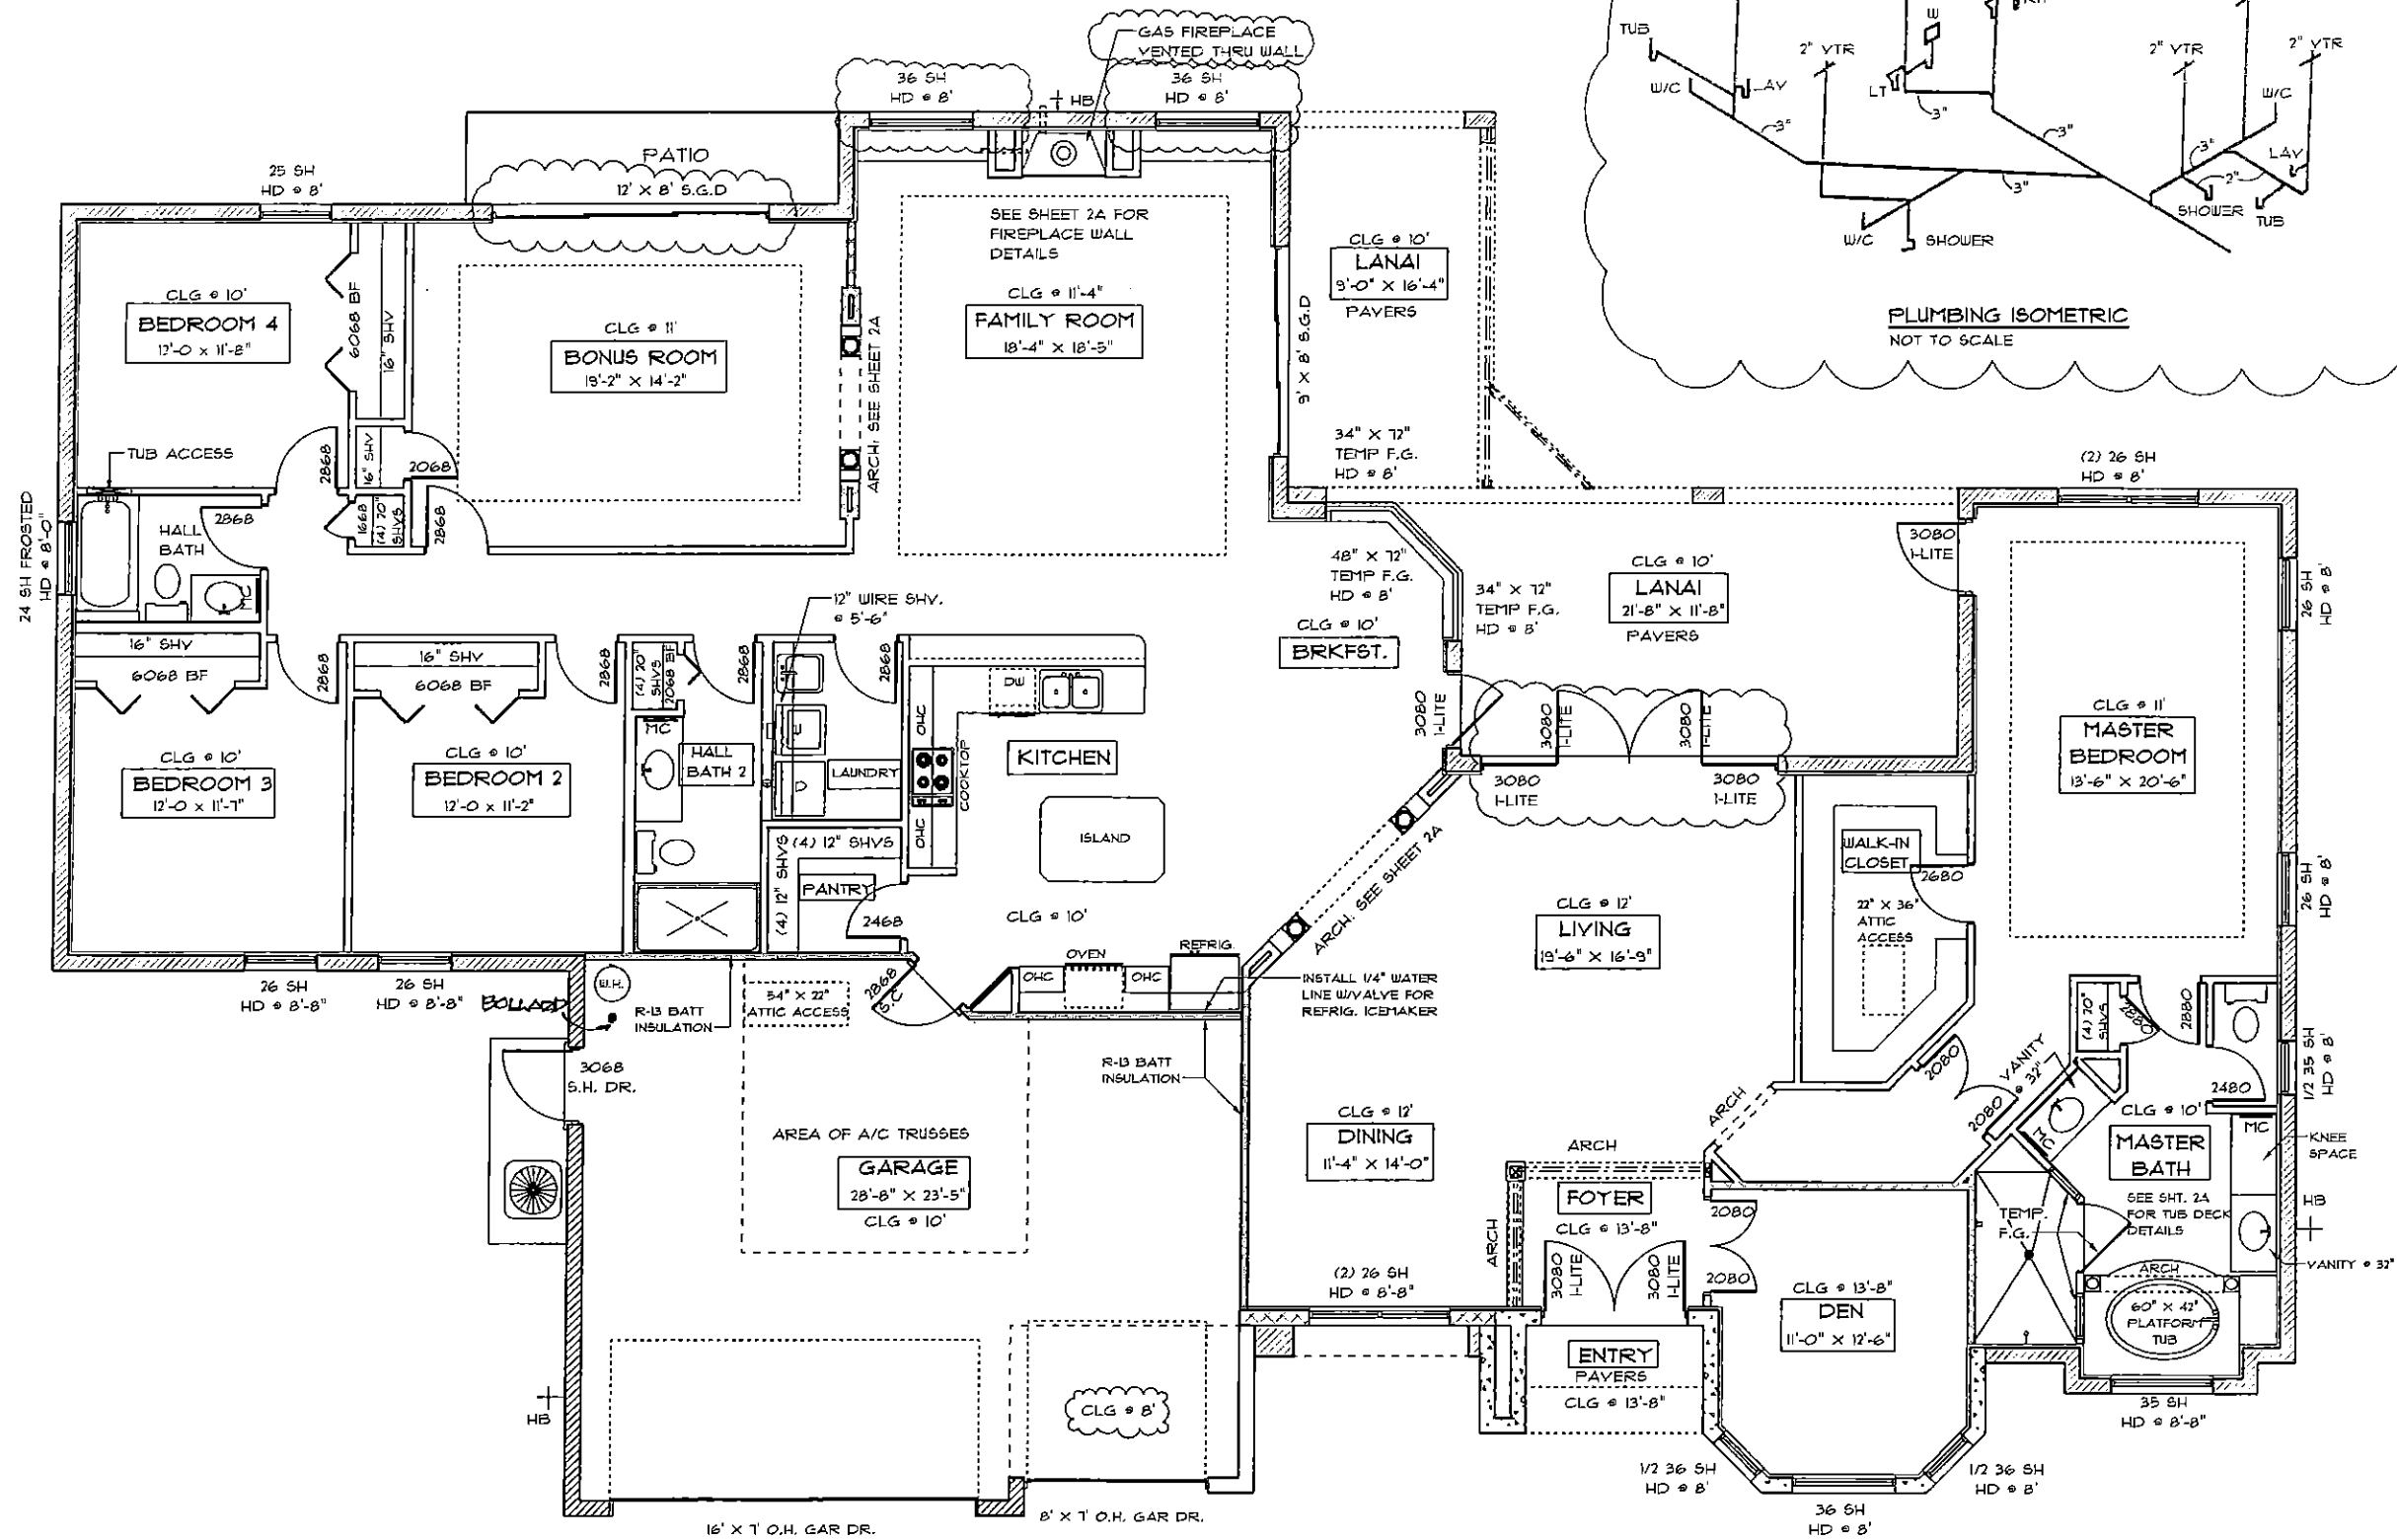 GAS FIREPLACE
VENTED THRU WALL
36 SH
HD @ 8'
HB
36 SH
HD @ 8'
PATIO
12' X 8' S.G.D
25 SH
HD @ 8'
SEE SHEET 2A FOR
FIREPLACE WALL
DETAILS
CLG @ 10'
BEDROOM 4
12'-0 x 11'-8"
6068 BF
16" SHV
CLG @ 11'
BONUS ROOM
19'-2" X 14'-2"
ARCH: SEE SHEET 2A
CLG @ 11'-4"
FAMILY ROOM
18'-4" X 18'-5"
9' X 8' S.G.D
CLG @ 10'
LANAI
9'-0" X 16'-4"
PAVERS
TUB
W/C
LAV
3"
2" VTR
W
LT
3"
3"
2" VTR
2" VTR
W/C
3"
LAV
2"
SHOWER
TUB
3"
W/C
SHOWER
PLUMBING ISOMETRIC
NOT TO SCALE
TUB ACCESS
2868
16" SHV
2068
34" X 72"
TEMP F.G.
HD @ 8'
(2) 26 SH
HD @ 8'
24 SH FROSTED
HD @ 8'-0"
HALL
BATH
2868
MC
1668
(4) 20"
SHVS
2868
48" X 72"
TEMP F.G.
HD @ 8'
34" X 72"
TEMP F.G.
HD @ 8'
CLG @ 10'
LANAI
21'-8" X 11'-8"
PAVERS
3080
1-LITE
26 SH
HD @ 8'
12" WIRE SHV.
@ 5'-6"
16" SHV
6068 BF
2868
16" SHV
6068 BF
2868
(4) 20"
SHVS
2068 BF
2868
2868
DW
CLG @ 10'
BRKFST.
3080
1-LITE
3080
1-LITE
3080
1-LITE
3080
1-LITE
3080
1-LITE
CLG @ 11'
MASTER
BEDROOM
13'-6" X 20'-6"
CLG @ 10'
BEDROOM 3
12'-0 x 11'-7"
CLG @ 10'
BEDROOM 2
12'-0 x 11'-2"
MC
HALL
BATH 2
W
D
LAUNDRY
OHC
COOKTOP
OHC
KITCHEN
ISLAND
(4) 12" SHVS
(4) 12" SHVS
PANTRY
2468
CLG @ 10'
ARCH: SEE SHEET 2A
CLG @ 12'
LIVING
19'-6" X 16'-9"
WALK-IN
CLOSET
2680
22" X 36"
ATTIC
ACCESS
26 SH
HD @ 8'
26 SH
HD @ 8'-8"
26 SH
HD @ 8'-8"
BOLLARD
W.H.
R-13 BATT
INSULATION
54" X 22"
ATTIC ACCESS
2868
S.C
OHC
OVEN
OHC
REFRIG.
INSTALL 1/4" WATER
LINE W/VALVE FOR
REFRIG. ICEMAKER
R-13 BATT
INSULATION
3068
S.H. DR.
AREA OF A/C TRUSSES
GARAGE
28'-8" X 23'-5"
CLG @ 10'
CLG @ 12'
DINING
11'-4" X 14'-0"
ARCH
ARCH
2080
2080
VANITY
@ 32"
(4) 20"
SHVS
2880
2880
2480
1/2 35 SH
HD @ 8'
MC
CLG @ 10'
MASTER
BATH
MC
KNEE
SPACE
SEE SHT. 2A
FOR TUB DECK
DETAILS
HB
VANITY @ 32"
TEMP.
F.G.
ARCH
60" X 42"
PLATFORM
TUB
35 SH
HD @ 8'-8"
ARCH
FOYER
CLG @ 13'-8"
3080
1-LITE
3080
1-LITE
2080
2080
CLG @ 13'-8"
DEN
11'-0" X 12'-6"
(2) 26 SH
HD @ 8'-8"
ENTRY
PAVERS
CLG @ 13'-8"
HB
CLG @ 8'
16' X 7' O.H. GAR DR.
8' X 7' O.H. GAR DR.
1/2 36 SH
HD @ 8'
36 SH
HD @ 8'
1/2 36 SH
HD @ 8'